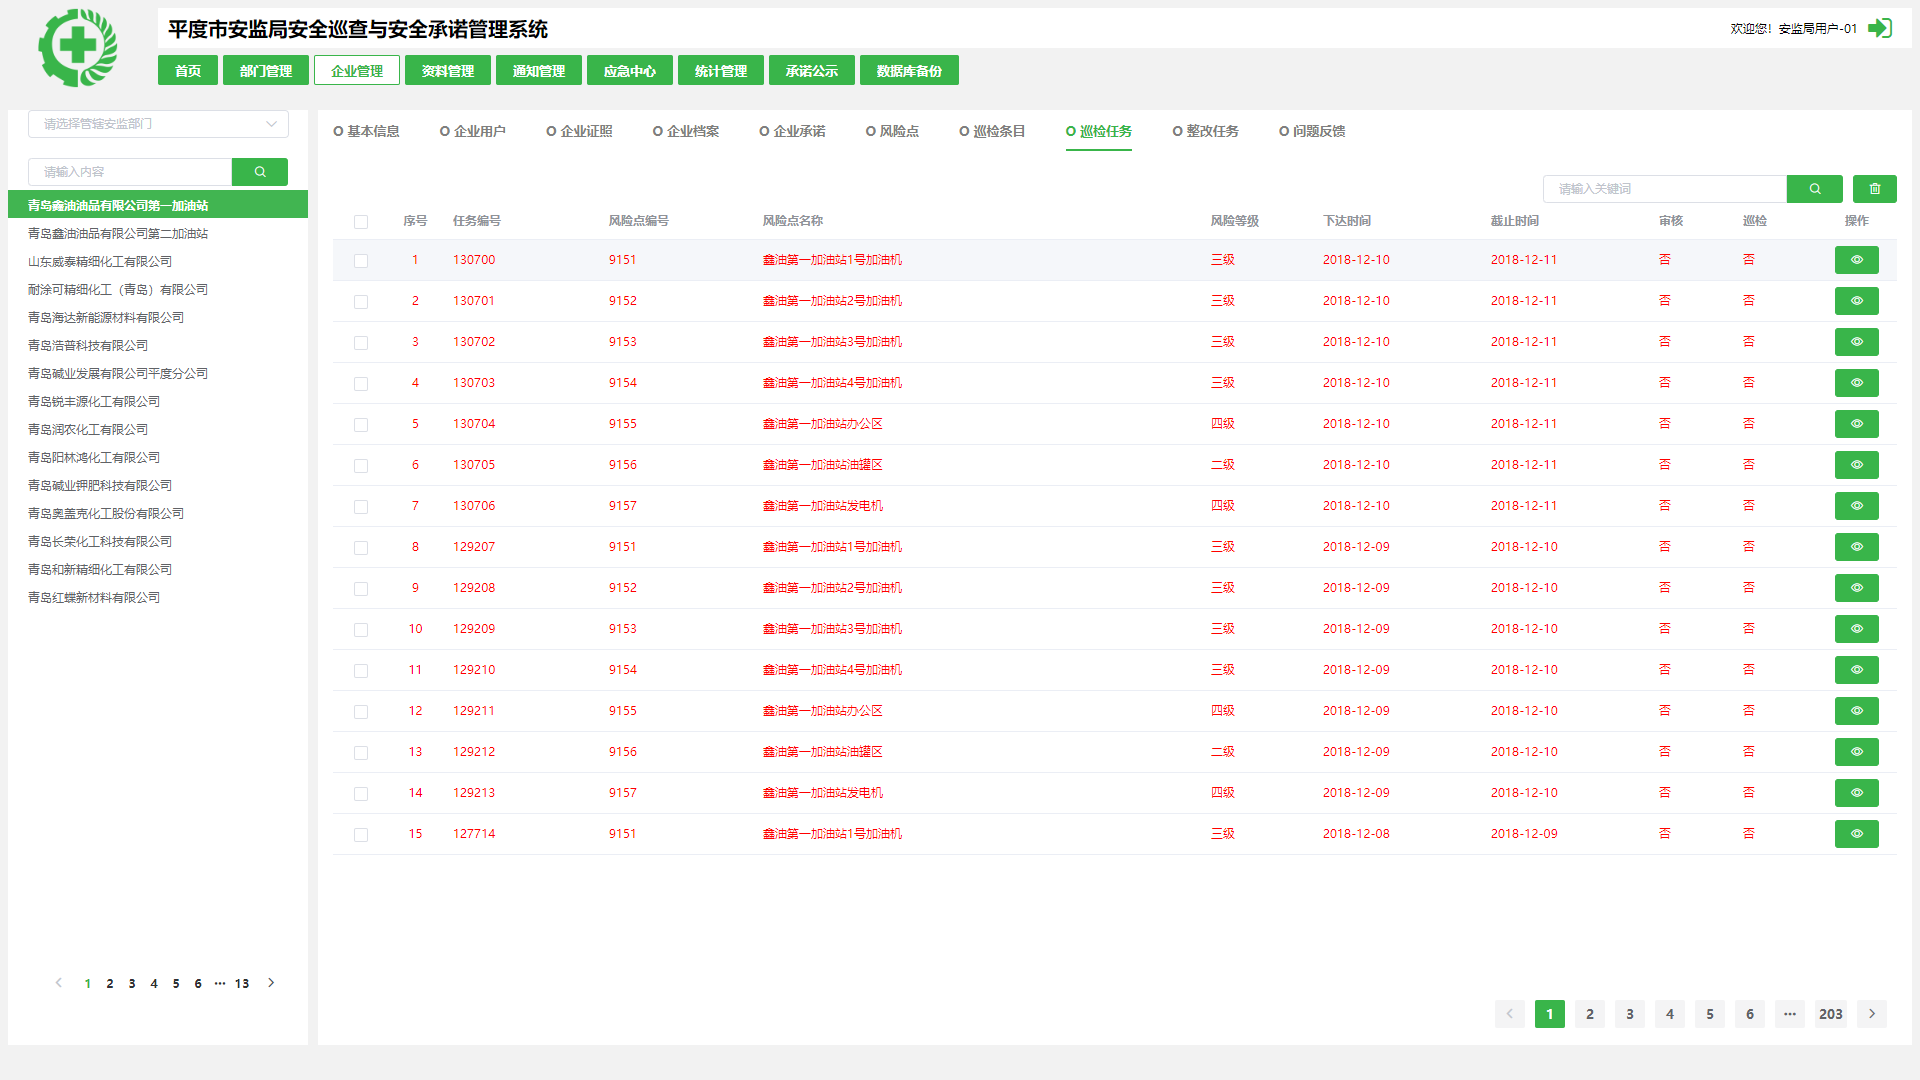 平度市安监局安全巡查与安全承诺管理系统
欢迎您！安监局用户-01
首页 部门管理 企业管理 资料管理 通知管理 应急中心 统计管理 承诺公示 数据库备份
请选择管辖安监部门
请输入内容
青岛鑫油油品有限公司第一加油站
青岛鑫油油品有限公司第二加油站
山东威泰精细化工有限公司
耐涂可精细化工（青岛）有限公司
青岛海达新能源材料有限公司
青岛浩普科技有限公司
青岛碱业发展有限公司平度分公司
青岛锐丰源化工有限公司
青岛润农化工有限公司
青岛阳林鸿化工有限公司
青岛碱业钾肥科技有限公司
青岛奥盖克化工股份有限公司
青岛长荣化工科技有限公司
青岛和新精细化工有限公司
青岛红蝶新材料有限公司
1 2 3 4 5 6 ··· 13
基本信息 企业用户 企业证照 企业档案 企业承诺 风险点 巡检条目 巡检任务 整改任务 问题反馈
请输入关键词
序号 任务编号 风险点编号 风险点名称 风险等级 下达时间 截止时间 审核 巡检 操作
1 130700 9151 鑫油第一加油站1号加油机 三级 2018-12-10 2018-12-11 否 否
2 130701 9152 鑫油第一加油站2号加油机 三级 2018-12-10 2018-12-11 否 否
3 130702 9153 鑫油第一加油站3号加油机 三级 2018-12-10 2018-12-11 否 否
4 130703 9154 鑫油第一加油站4号加油机 三级 2018-12-10 2018-12-11 否 否
5 130704 9155 鑫油第一加油站办公区 四级 2018-12-10 2018-12-11 否 否
6 130705 9156 鑫油第一加油站油罐区 二级 2018-12-10 2018-12-11 否 否
7 130706 9157 鑫油第一加油站发电机 四级 2018-12-10 2018-12-11 否 否
8 129207 9151 鑫油第一加油站1号加油机 三级 2018-12-09 2018-12-10 否 否
9 129208 9152 鑫油第一加油站2号加油机 三级 2018-12-09 2018-12-10 否 否
10 129209 9153 鑫油第一加油站3号加油机 三级 2018-12-09 2018-12-10 否 否
11 129210 9154 鑫油第一加油站4号加油机 三级 2018-12-09 2018-12-10 否 否
12 129211 9155 鑫油第一加油站办公区 四级 2018-12-09 2018-12-10 否 否
13 129212 9156 鑫油第一加油站油罐区 二级 2018-12-09 2018-12-10 否 否
14 129213 9157 鑫油第一加油站发电机 四级 2018-12-09 2018-12-10 否 否
15 127714 9151 鑫油第一加油站1号加油机 三级 2018-12-08 2018-12-09 否 否
1 2 3 4 5 6 ··· 203